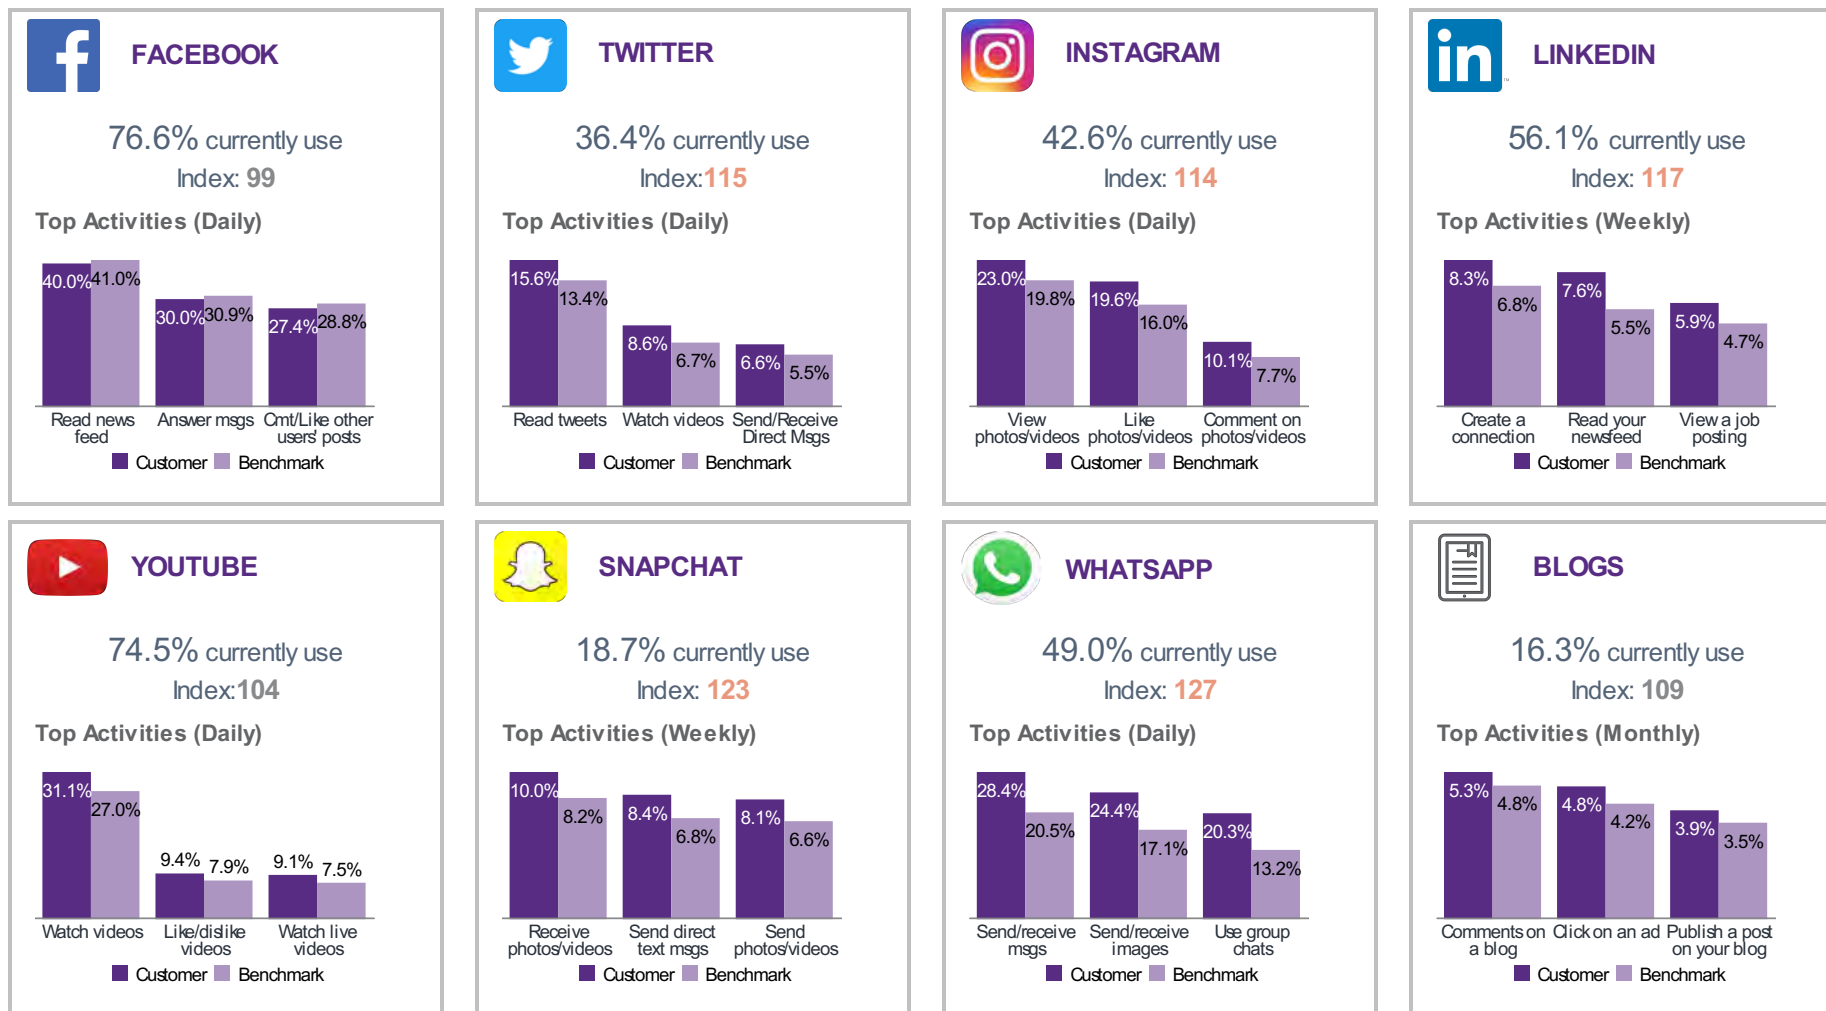 FACEBOOK
76.6% currently use
Index: 99
Top Activities (Daily)
40.0% 41.0%
30.0% 30.9%
27.4% 28.8%
Read news feed
Answer msgs
Cmt/Like other users' posts
Customer Benchmark
TWITTER
36.4% currently use
Index:115
Top Activities (Daily)
15.6% 13.4%
8.6% 6.7%
6.6% 5.5%
Read tweets
Watch videos
Send/Receive Direct Msgs
Customer Benchmark
INSTAGRAM
42.6% currently use
Index: 114
Top Activities (Daily)
23.0% 19.8%
19.6% 16.0%
10.1% 7.7%
View photos/videos
Like photos/videos
Comment on photos/videos
Customer Benchmark
in
LINKEDIN
56.1% currently use
Index: 117
Top Activities (Weekly)
8.3% 6.8%
7.6% 5.5%
5.9% 4.7%
Create a connection
Read your newsfeed
View a job posting
Customer Benchmark
YOUTUBE
74.5% currently use
Index:104
Top Activities (Daily)
31.1% 27.0%
9.4% 7.9%
9.1% 7.5%
Watch videos
Like/dislike videos
Watch live videos
Customer Benchmark
SNAPCHAT
18.7% currently use
Index: 123
Top Activities (Weekly)
10.0% 8.2%
8.4% 6.8%
8.1% 6.6%
Receive photos/videos
Send direct text msgs
Send photos/videos
Customer Benchmark
WHATSAPP
49.0% currently use
Index: 127
Top Activities (Daily)
28.4% 20.5%
24.4% 17.1%
20.3% 13.2%
Send/receive msgs
Send/receive images
Use group chats
Customer Benchmark
BLOGS
16.3% currently use
Index: 109
Top Activities (Monthly)
5.3% 4.8%
4.8% 4.2%
3.9% 3.5%
Comments on a blog
Click on an ad
Publish a post on your blog
Customer Benchmark